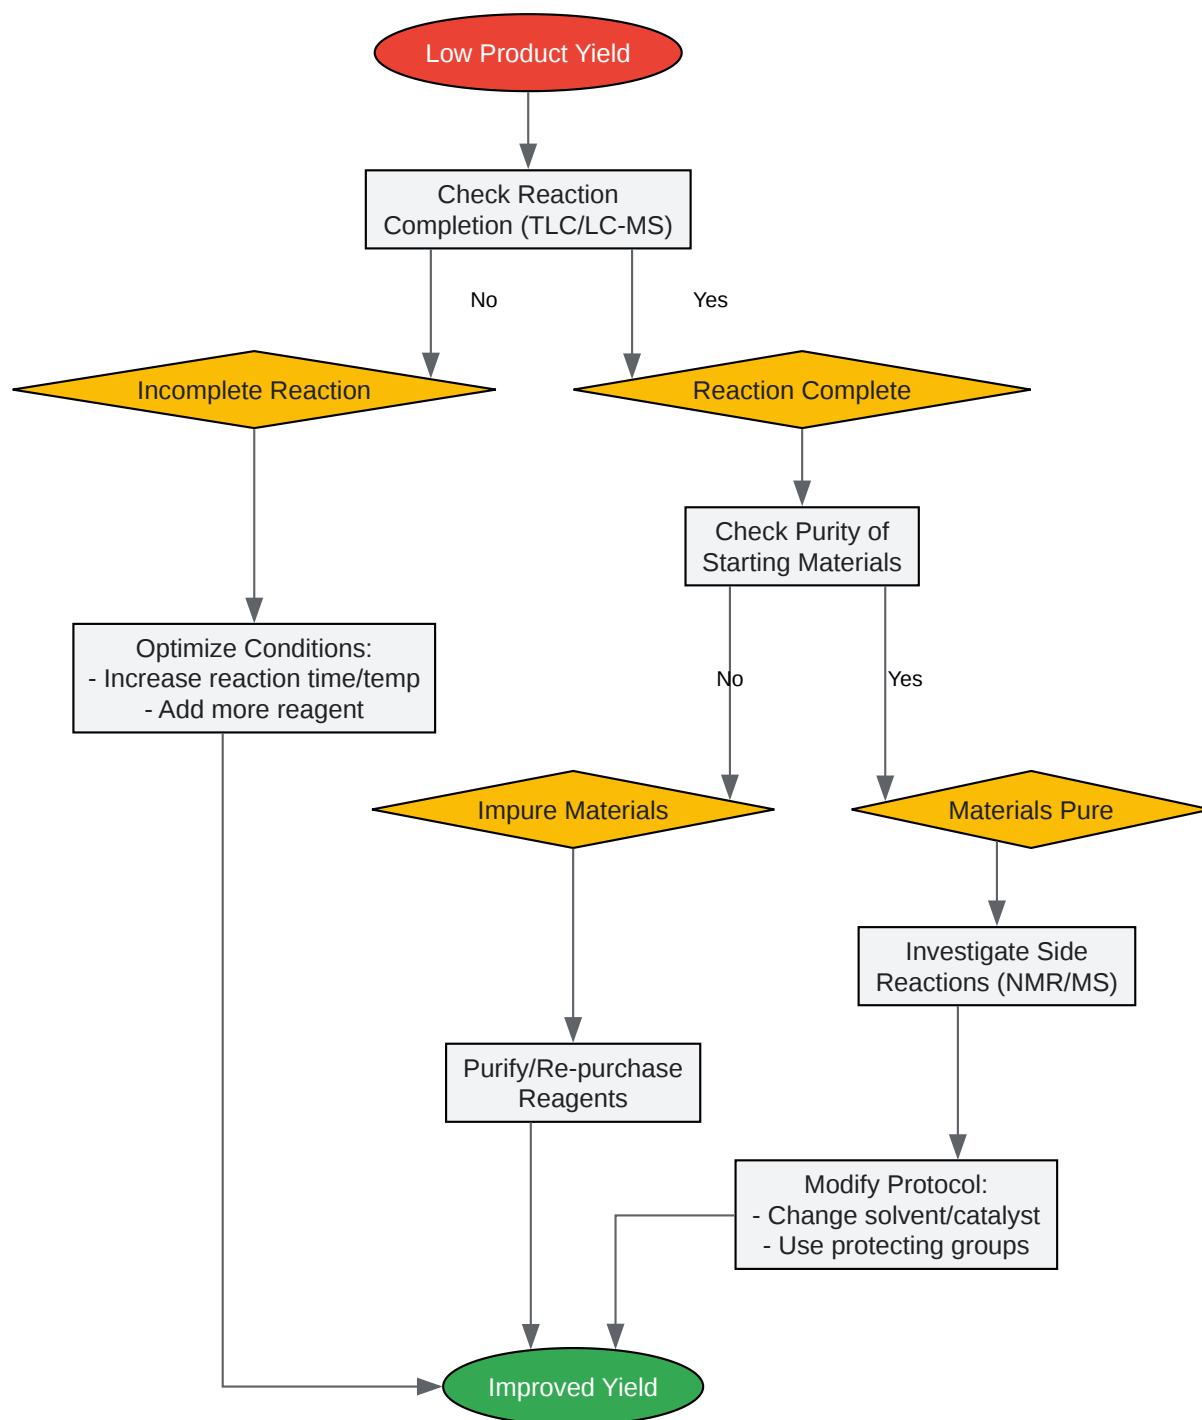 Low Product Yield
Check Reaction
Completion (TLC/LC-MS)
No
Yes
Incomplete Reaction
Reaction Complete
Check Purity of
Starting Materials
Optimize Conditions:
- Increase reaction time/temp
- Add more reagent
No
Yes
Impure Materials
Materials Pure
Investigate Side
Reactions (NMR/MS)
Purify/Re-purchase
Reagents
Modify Protocol:
- Change solvent/catalyst
- Use protecting groups
Improved Yield